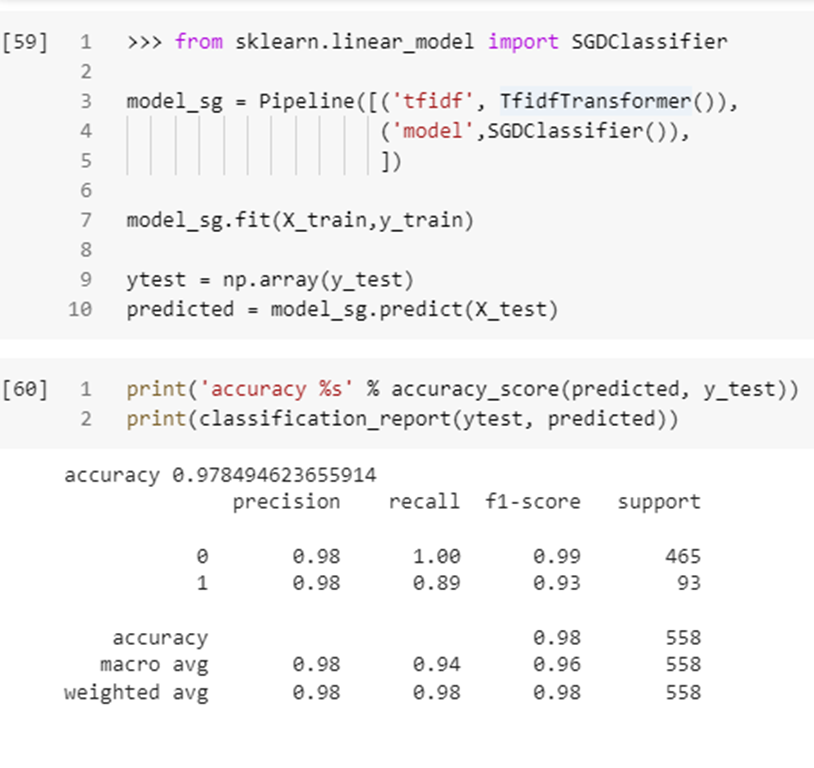 [59] 1 >>> from sklearn.linear_model import SGDClassifier
2
3 model_sg = Pipeline([('tfidf', TfidfTransformer()),
4 ('model',SGDClassifier()),
5 ])
6
7 model_sg.fit(X_train,y_train)
8
9 ytest = np.array(y_test)
10 predicted = model_sg.predict(X_test)
[60] 1 print('accuracy %s' % accuracy_score(predicted, y_test))
2 print(classification_report(ytest, predicted))
accuracy 0.978494623655914
precision recall f1-score support
0 0.98 1.00 0.99 465
1 0.98 0.89 0.93 93
accuracy 0.98 558
macro avg 0.98 0.94 0.96 558
weighted avg 0.98 0.98 0.98 558